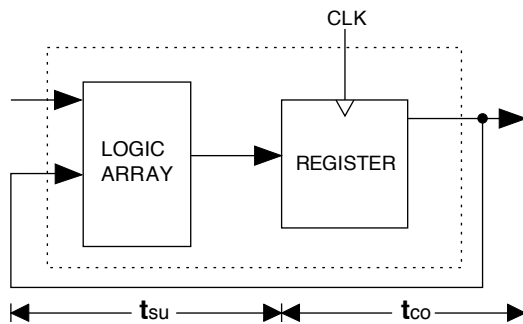 CLK
LOGIC
ARRAY
REGISTER
tsu
tco